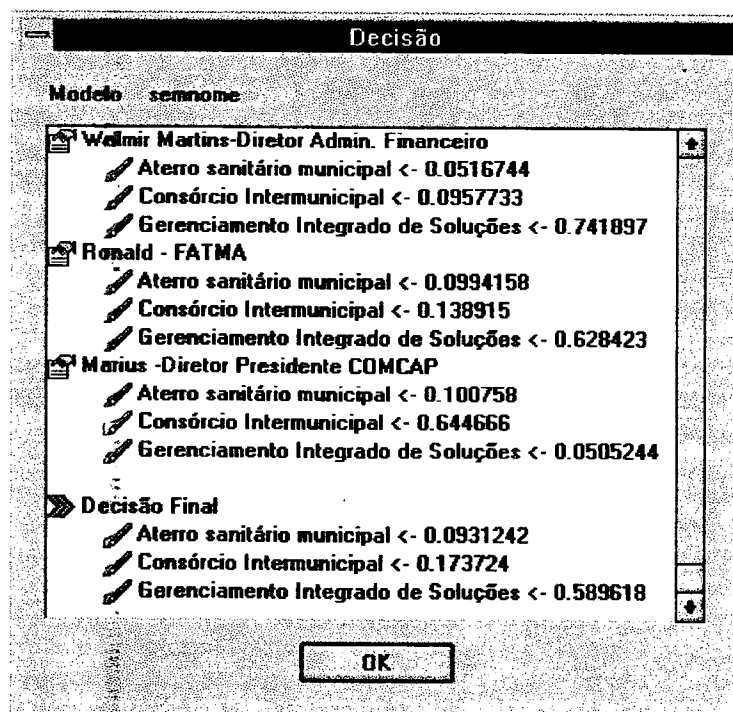 Decisão
Modelo semnome
Walmir Martins-Diretor Admin. Financeiro
Aterro sanitário municipal <- 0.0516744
Consórcio Intermunicipal <- 0.0957733
Gerenciamento Integrado de Soluções <- 0.741897
Ronald - FATMA
Aterro sanitário municipal <- 0.0994158
Consórcio Intermunicipal <- 0.138915
Gerenciamento Integrado de Soluções <- 0.628423
Marius -Diretor Presidente COMCAP
Aterro sanitário municipal <- 0.100758
Consórcio Intermunicipal <- 0.644666
Gerenciamento Integrado de Soluções <- 0.0505244
Decisão Final
Aterro sanitário municipal <- 0.0931242
Consórcio Intermunicipal <- 0.173724
Gerenciamento Integrado de Soluções <- 0.589618
OK